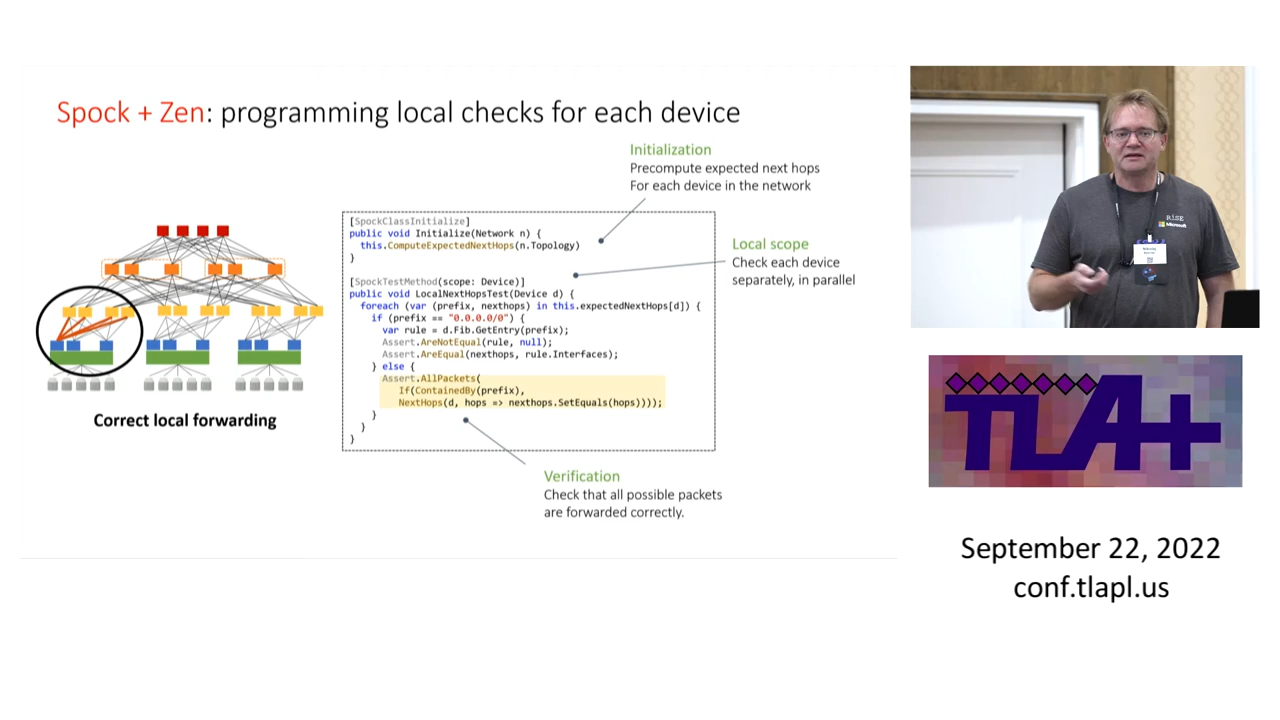 Spock + Zen: programming local checks for each device
Initialization
Precompute expected next hops
For each device in the network
[SpockClassInitialize]
public void Initialize(Network n) {
this.ComputeExpectedNextHops(n.Topology)
}
[SpockTestMethod(scope: Device)]
public void LocalNextHopsTest(Device d) {
foreach (var (prefix, nexthops) in this.expectedNextHops[d]) {
if (prefix == "0.0.0.0/0") {
var rule = d.Fib.GetEntry(prefix);
Assert.AreNotEqual(rule, null);
Assert.AreEqual(nexthops, rule.Interfaces);
} else {
Assert.AllPackets(
If(ContainedBy(prefix),
NextHops(d, hops => nexthops.SetEquals(hops))));
}
}
}
Local scope
Check each device
separately, in parallel
Correct local forwarding
Verification
Check that all possible packets
are forwarded correctly.
RiSE
Microsoft
TLA+
September 22, 2022
conf.tlapl.us